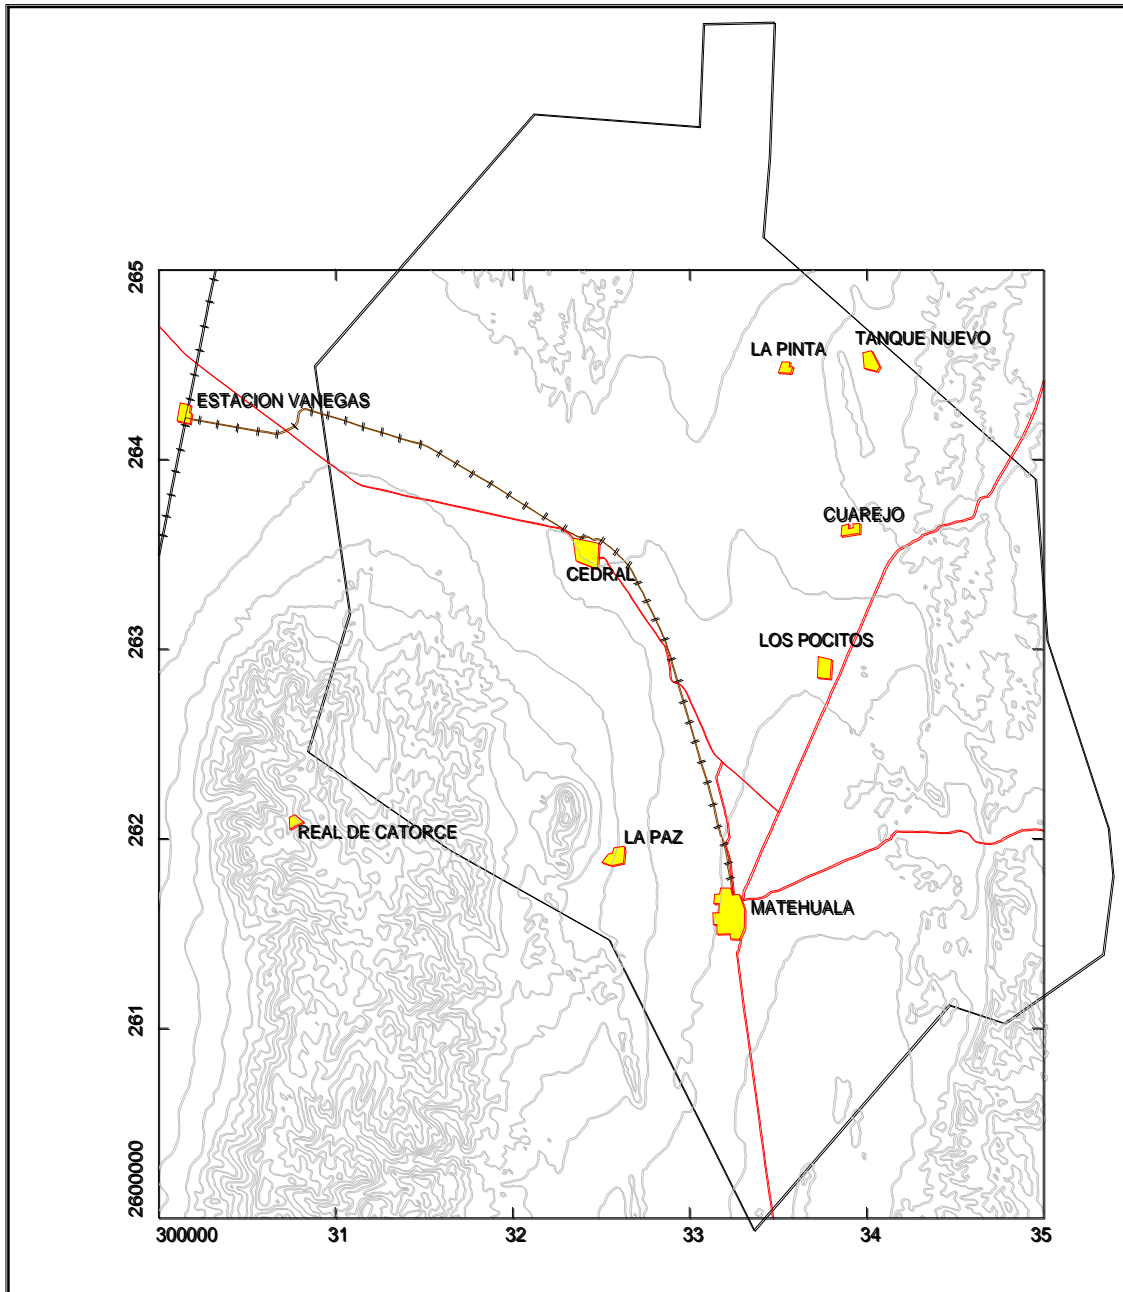 265
TANQUE NUEVO
LA PINTA
ESTACION VANEGAS
264
CUAREJO
CEDRAL
263
LOS POCITOS
262
REAL DE CATORCE
LA PAZ
MATEHUALA
261
2600000
300000
31
32
33
34
35